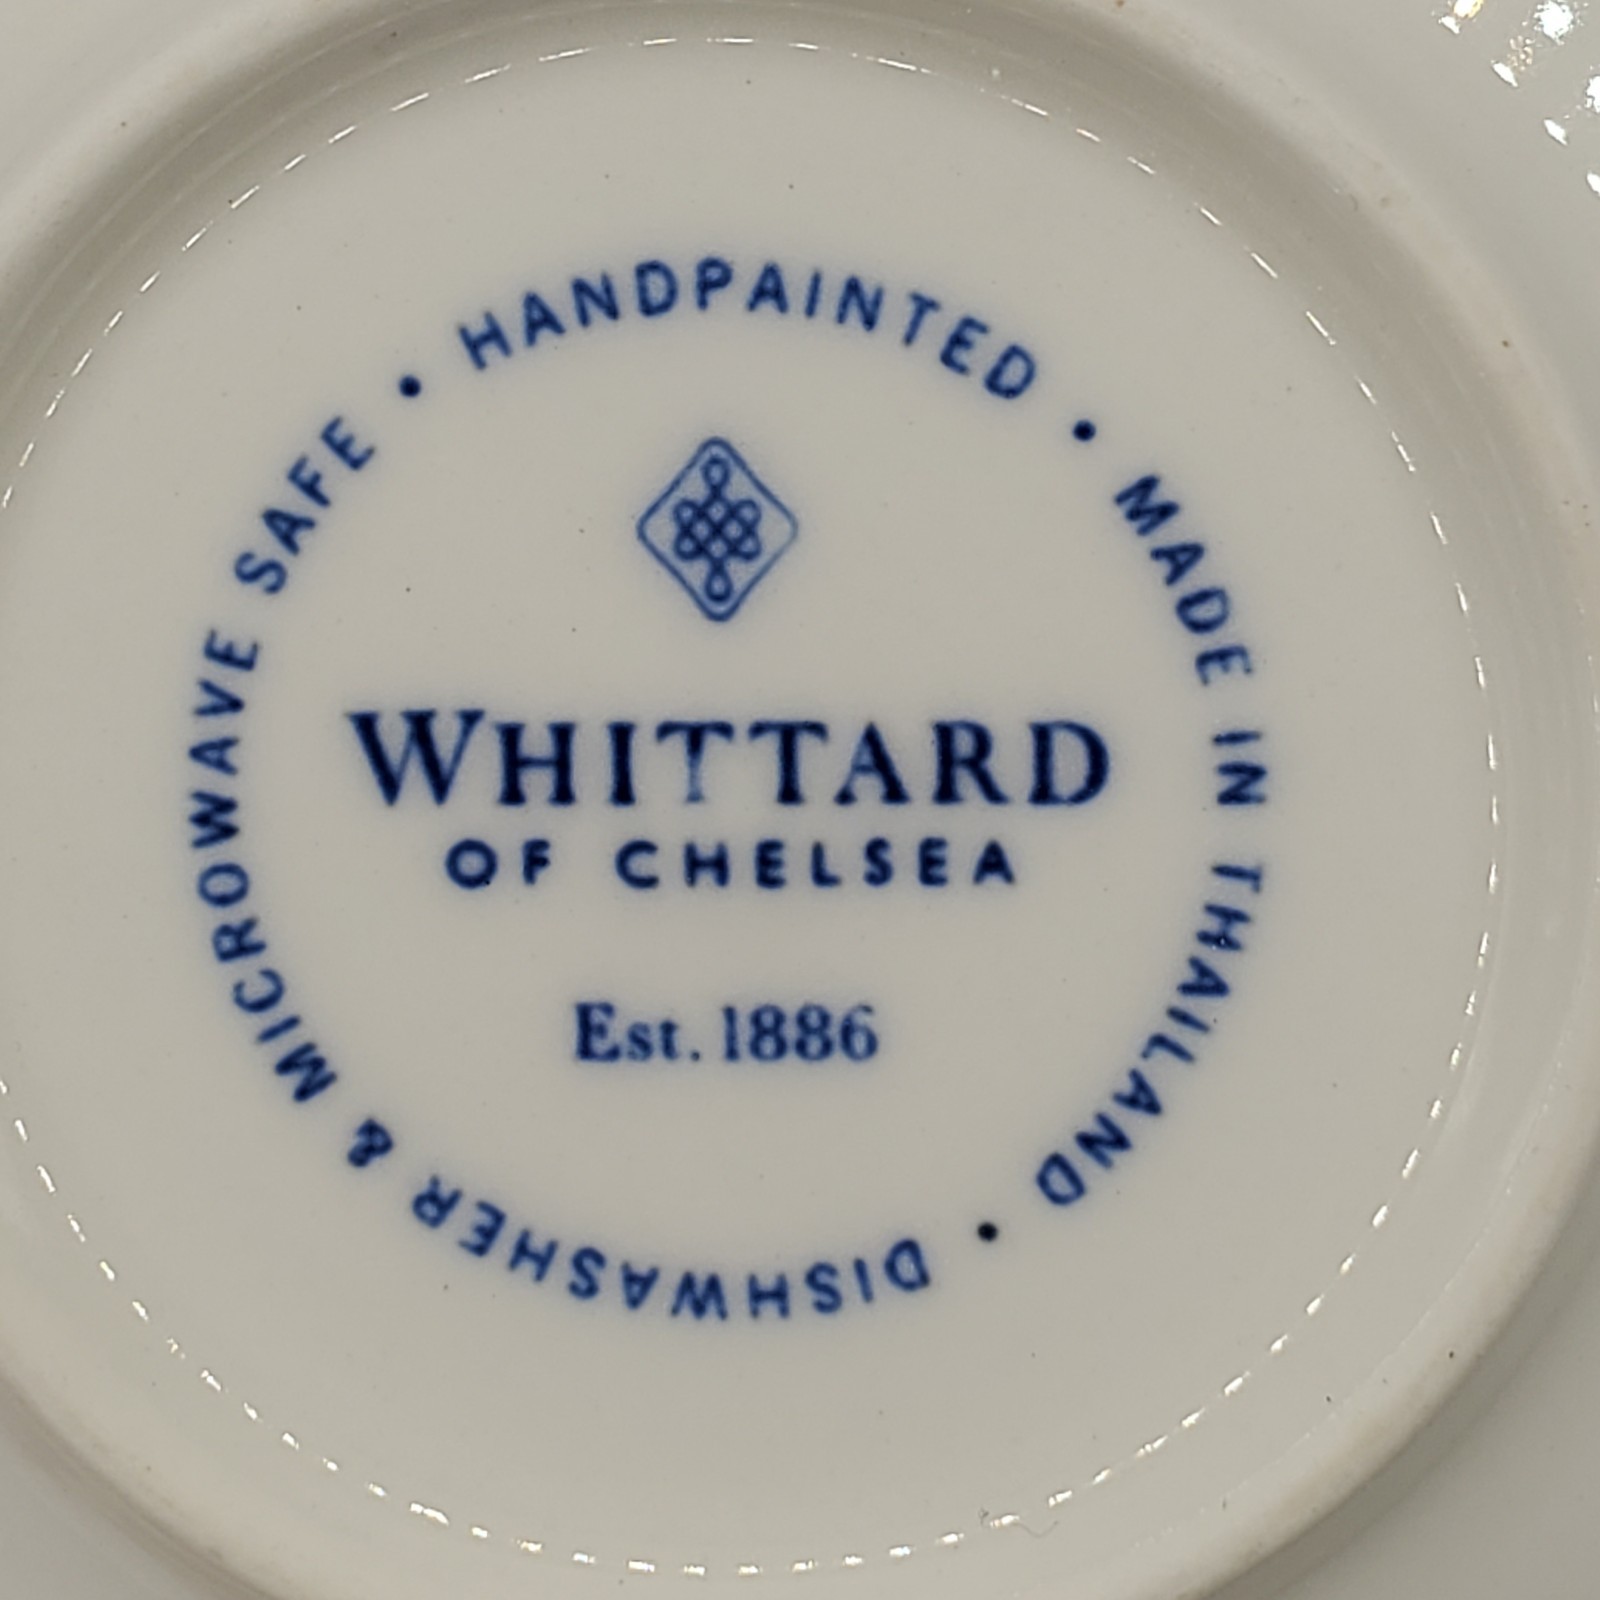 • HANDPAINTED • MADE IN THAILAND • DISHWASHER & MICROWAVE SAFE
WHITTARD
OF CHELSEA
Est. 1886